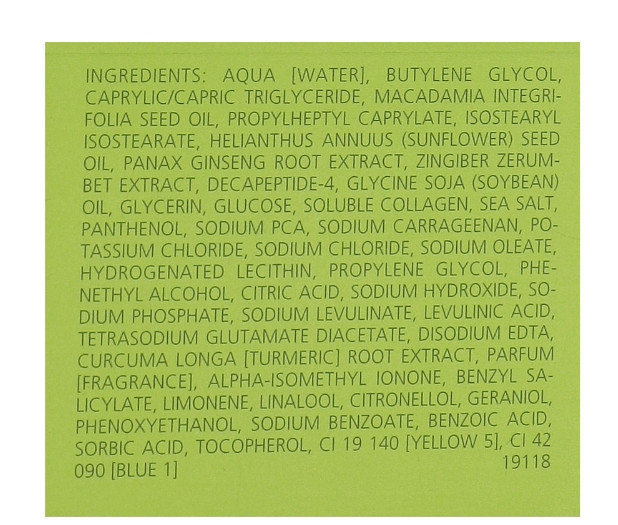 INGREDIENTS: AQUA [WATER], BUTYLENE GLYCOL,
CAPRYLIC/CAPRIC TRIGLYCERIDE, MACADAMIA INTEGRI-
FOLIA SEED OIL, PROPYLHEPTYL CAPRYLATE, ISOSTEARYL
ISOSTEARATE, HELIANTHUS ANNUUS (SUNFLOWER) SEED
OIL, PANAX GINSENG ROOT EXTRACT, ZINGIBER ZERUM-
BET EXTRACT, DECAPEPTIDE-4, GLYCINE SOJA (SOYBEAN)
OIL, GLYCERIN, GLUCOSE, SOLUBLE COLLAGEN, SEA SALT,
PANTHENOL, SODIUM PCA, SODIUM CARRAGEENAN, PO-
TASSIUM CHLORIDE, SODIUM CHLORIDE, SODIUM OLEATE,
HYDROGENATED LECITHIN, PROPYLENE GLYCOL, PHE-
NETHYL ALCOHOL, CITRIC ACID, SODIUM HYDROXIDE, SO-
DIUM PHOSPHATE, SODIUM LEVULINATE, LEVULINIC ACID,
TETRASODIUM GLUTAMATE DIACETATE, DISODIUM EDTA,
CURCUMA LONGA [TURMERIC] ROOT EXTRACT, PARFUM
[FRAGRANCE], ALPHA-ISOMETHYL IONONE, BENZYL SA-
LICYLATE, LIMONENE, LINALOOL, CITRONELLOL, GERANIOL,
PHENOXYETHANOL, SODIUM BENZOATE, BENZOIC ACID,
SORBIC ACID, TOCOPHEROL, CI 19 140 [YELLOW 5], CI 42
090 [BLUE 1] 19118